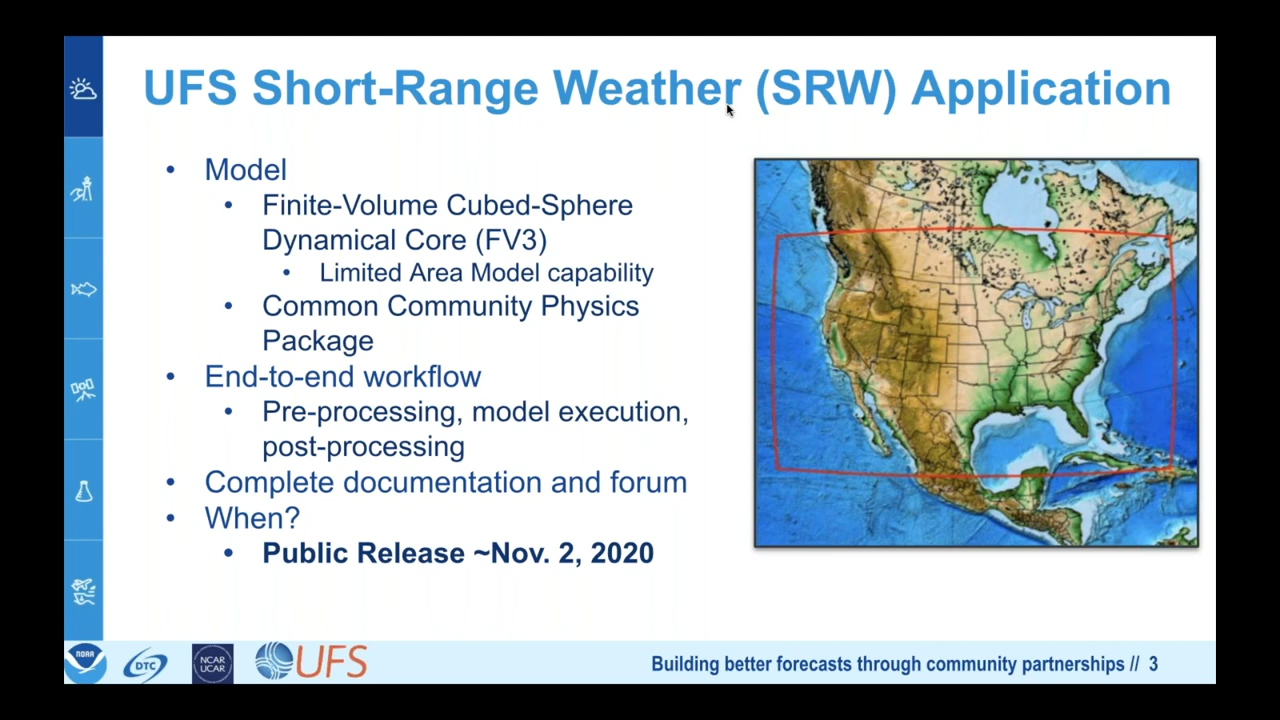 UFS Short-Range Weather (SRW) Application
• Model
• Finite-Volume Cubed-Sphere
Dynamical Core (FV3)
• Limited Area Model capability
• Common Community Physics
Package
• End-to-end workflow
• Pre-processing, model execution,
post-processing
• Complete documentation and forum
• When?
• Public Release ~Nov. 2, 2020
NOAA
DTC
NCAR
UCAR
UFS
Building better forecasts through community partnerships // 3